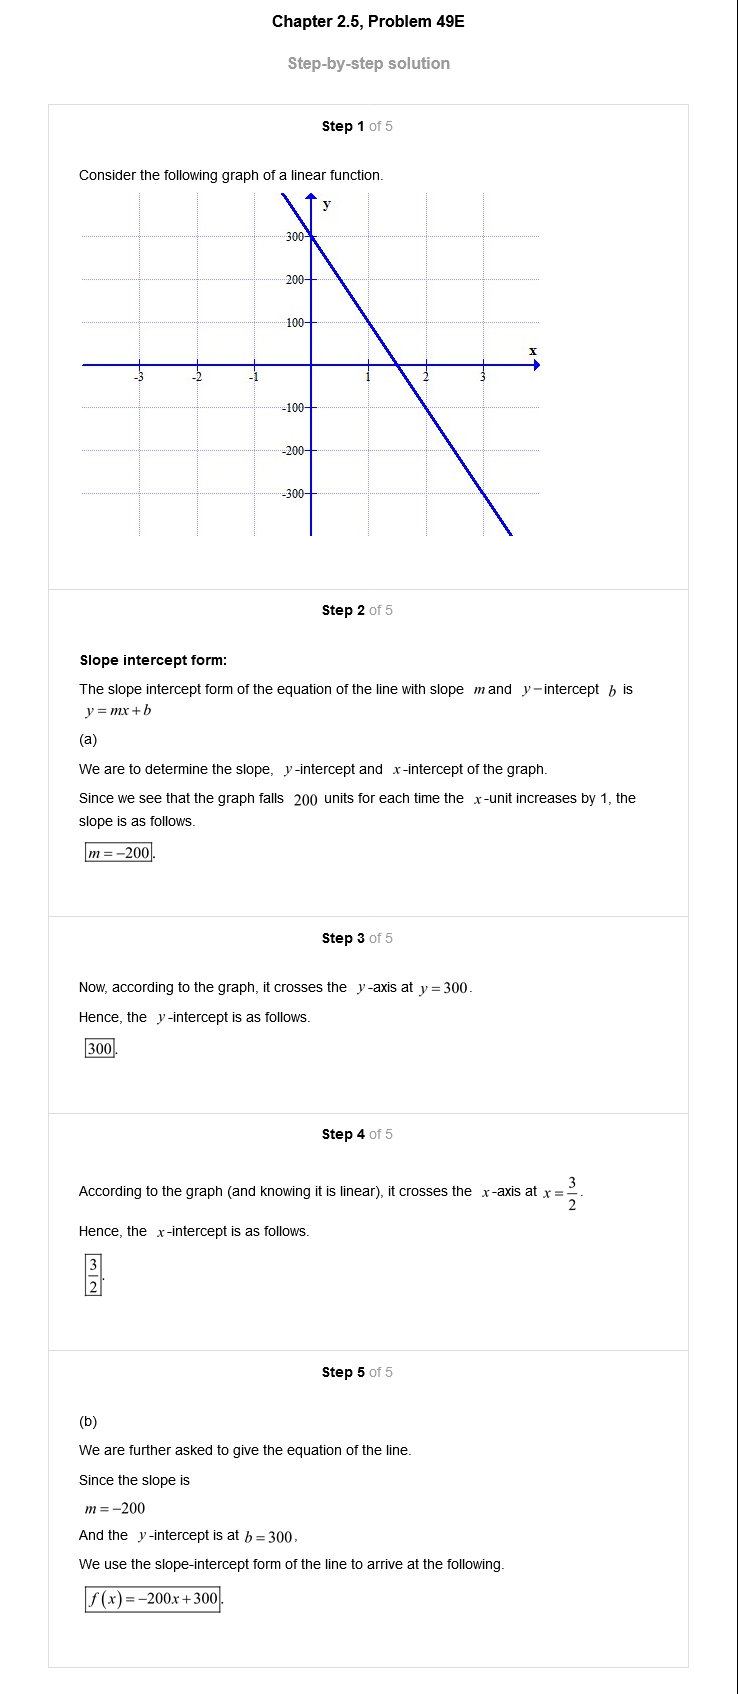 Chapter 2.5, Problem 49E
Step-by-step solution
Step 1 of 5
Consider the following graph of a linear function.
y
300
200
100
x
-3 -2 -1 1 2 3
-100
-200
-300
Step 2 of 5
Slope intercept form:
The slope intercept form of the equation of the line with slope m and y−intercept b is
y = mx + b
(a)
We are to determine the slope, y-intercept and x-intercept of the graph.
Since we see that the graph falls 200 units for each time the x-unit increases by 1, the
slope is as follows.
m = −200.
Step 3 of 5
Now, according to the graph, it crosses the y-axis at y = 300.
Hence, the y-intercept is as follows.
300.
Step 4 of 5
According to the graph (and knowing it is linear), it crosses the x-axis at x = 3/2.
Hence, the x-intercept is as follows.
3/2.
Step 5 of 5
(b)
We are further asked to give the equation of the line.
Since the slope is
m = −200
And the y-intercept is at b = 300,
We use the slope-intercept form of the line to arrive at the following.
f(x) = −200x + 300.